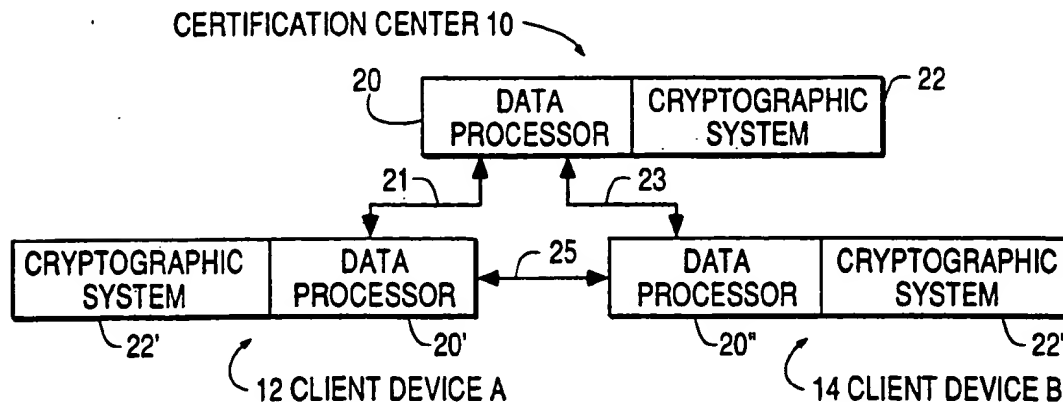 CERTIFICATION CENTER 10
20
DATA
PROCESSOR
CRYPTOGRAPHIC
SYSTEM
22
21
23
CRYPTOGRAPHIC
SYSTEM
DATA
PROCESSOR
25
DATA
PROCESSOR
CRYPTOGRAPHIC
SYSTEM
22'
20'
20"
12 CLIENT DEVICE A
14 CLIENT DEVICE B